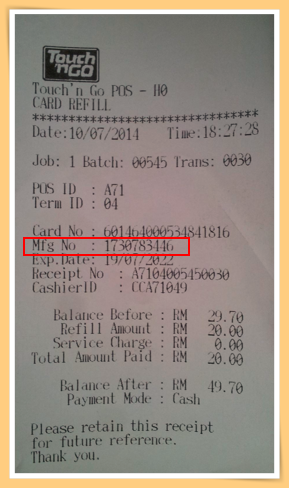 Touch
'n GO
Touch'n Go POS - HO
CARD REFILL
************************************
Date:10/07/2014 Time:18:27:28
Job: 1 Batch: 00545 Trans: 0030
POS ID : A71
Term ID : 04
Card No : 601464000534841816
Mfg No : 1730783446
Exp.Date: 19/07/2022
Receipt No : A7104005450030
CashierID : CCA71049
Balance Before : RM 29.70
Refill Amount : RM 20.00
Service Charge : RM 0.00
Total Amount Paid : RM 20.00
Balance After : RM 49.70
Payment Mode : Cash
Please retain this receipt
for future reference.
Thank you.